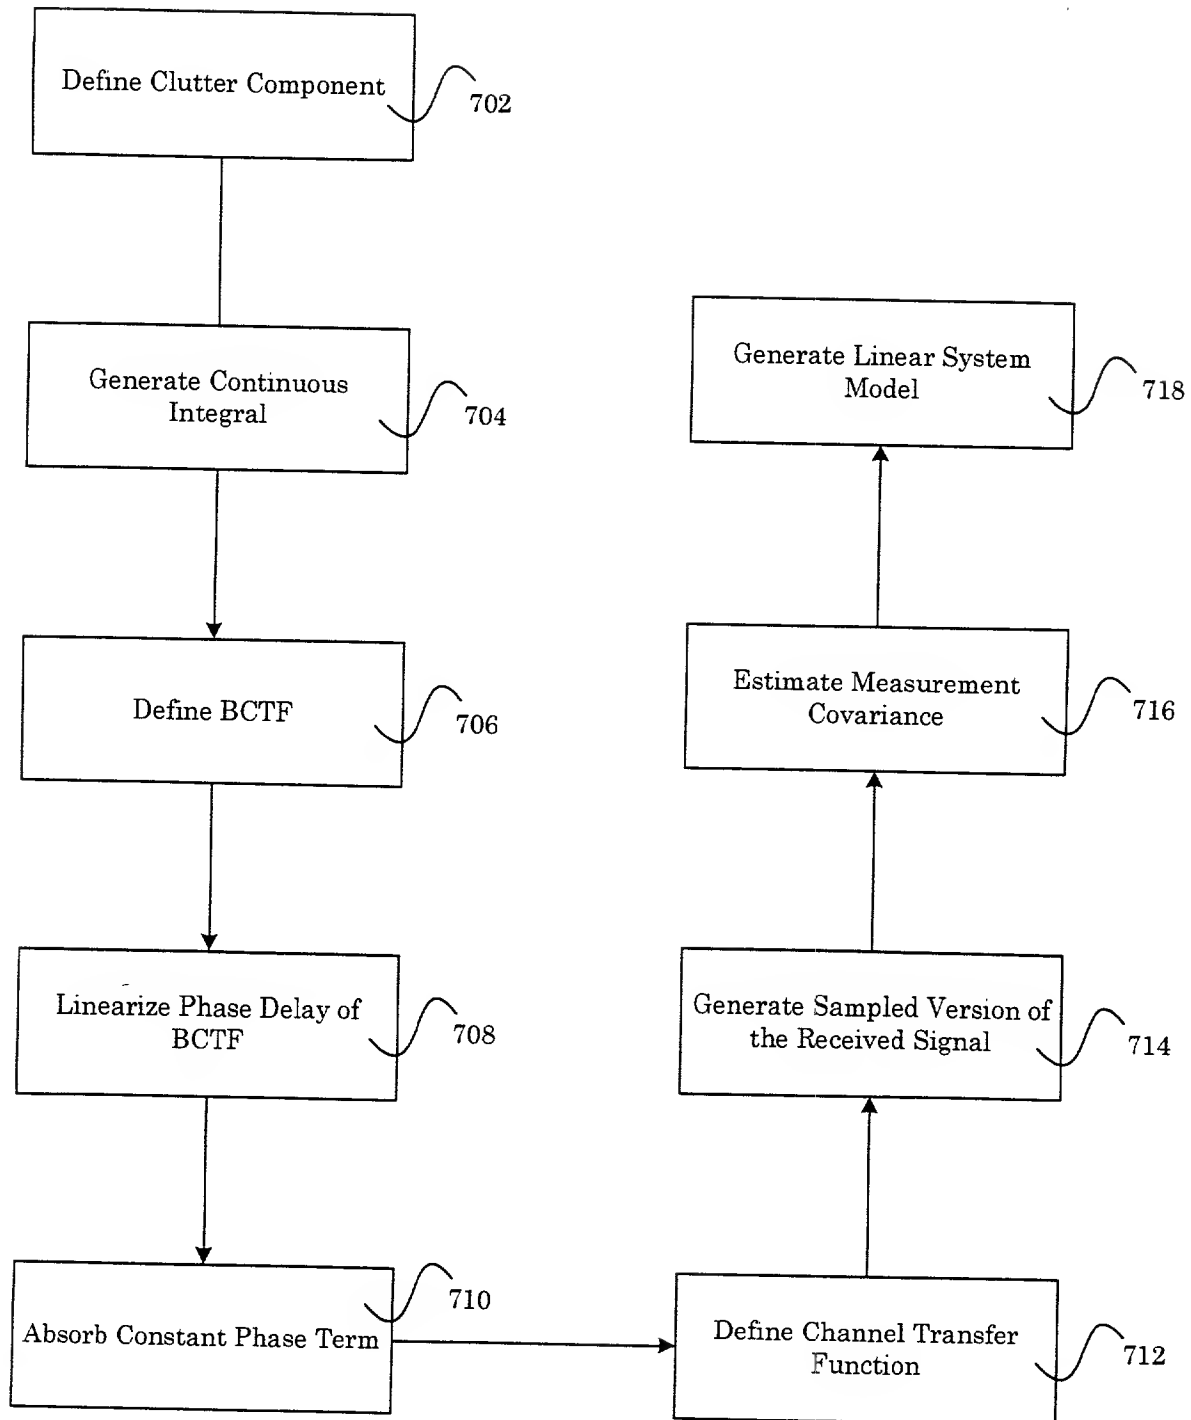 Define Clutter Component
702
Generate Continuous
Integral
704
Define BCTF
706
Linearize Phase Delay of
BCTF
708
Absorb Constant Phase Term
710
Define Channel Transfer
Function
712
Generate Sampled Version of
the Received Signal
714
Estimate Measurement
Covariance
716
Generate Linear System
Model
718